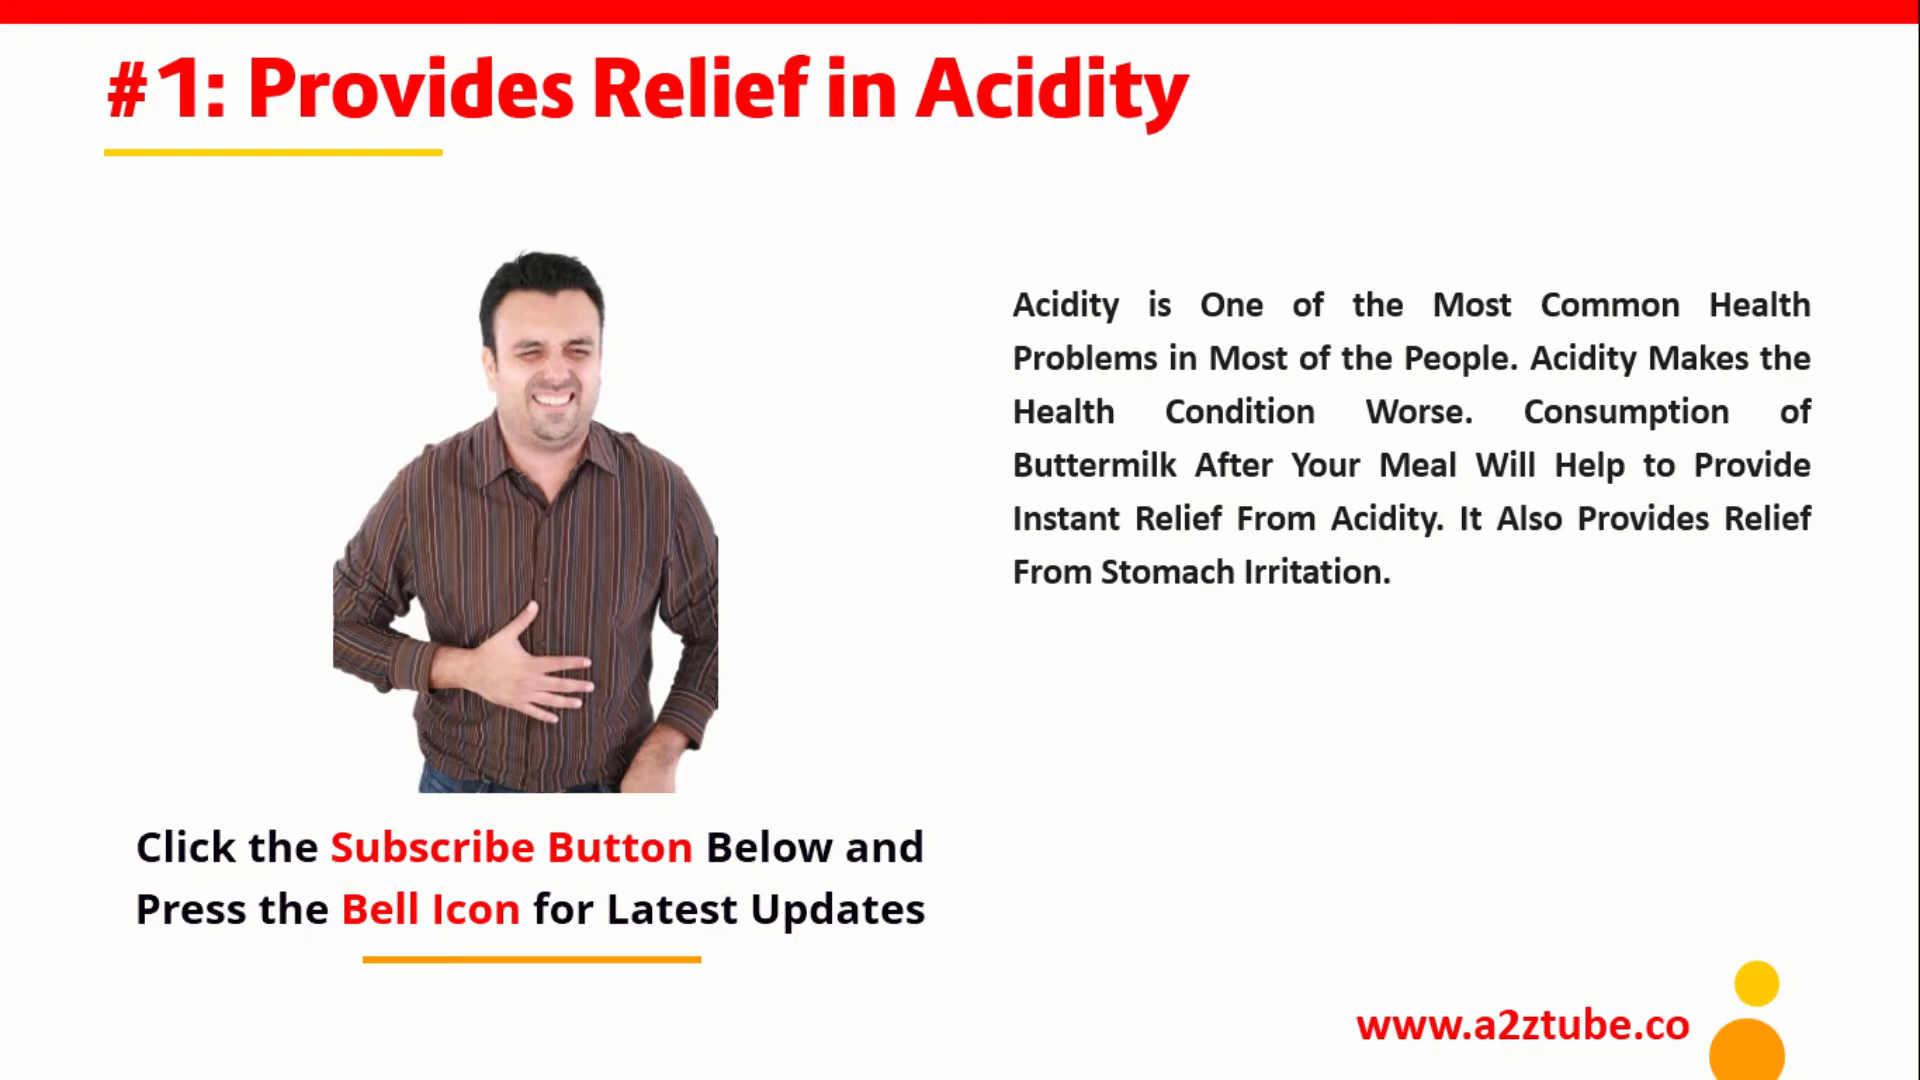 #1: Provides Relief in Acidity
Acidity is One of the Most Common Health
Problems in Most of the People. Acidity Makes the
Health Condition Worse. Consumption of
Buttermilk After Your Meal Will Help to Provide
Instant Relief From Acidity. It Also Provides Relief
From Stomach Irritation.
Click the Subscribe Button Below and
Press the Bell Icon for Latest Updates
www.a2ztube.co